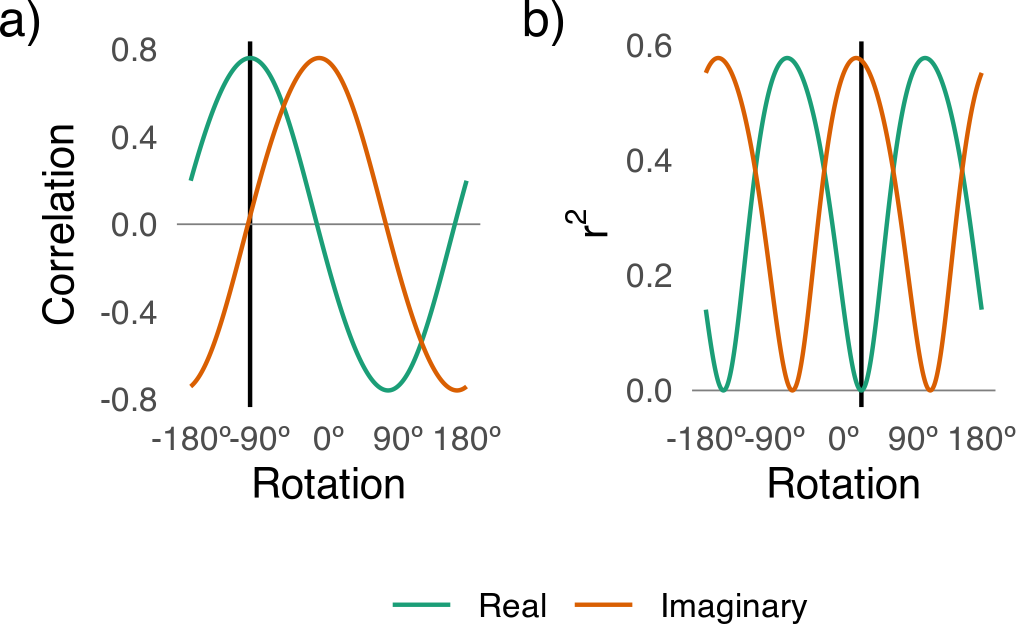 a)
0.8
0.4
0.0
-0.4
-0.8
Correlation
-180º -90º 0º 90º 180º
Rotation
b)
0.6
0.4
0.2
0.0
r²
-180º -90º 0º 90º 180º
Rotation
Real Imaginary